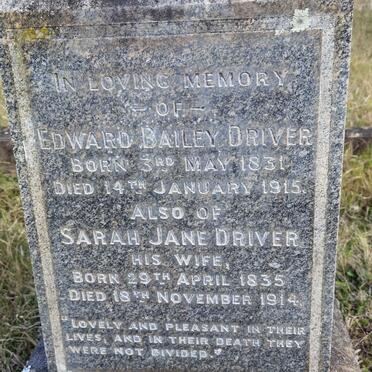 IN LOVING MEMORY
— OF —
EDWARD BAILEY DRIVER
BORN 3RD MAY 1831.
DIED 14TH JANUARY 1915.
ALSO OF
SARAH JANE DRIVER
HIS WIFE,
BORN 29TH APRIL 1835
DIED 18TH NOVEMBER 1914.
"LOVELY AND PLEASANT IN THEIR
LIVES, AND IN THEIR DEATH THEY
WERE NOT DIVIDED."